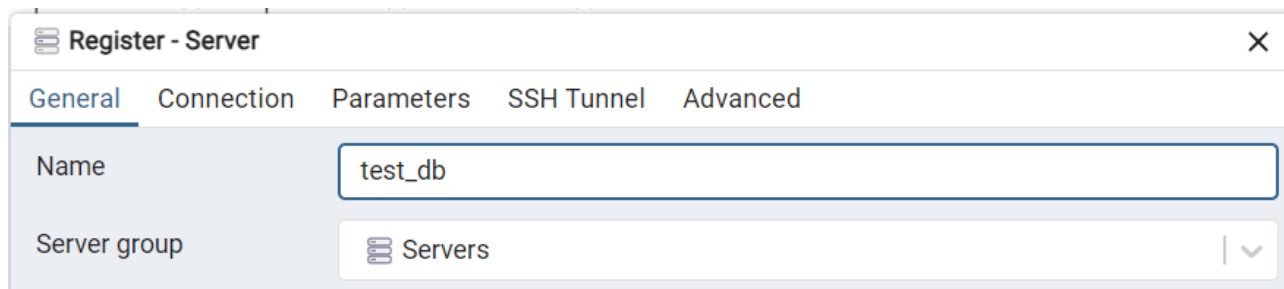 Register - Server
General Connection Parameters SSH Tunnel Advanced
Name test_db
Server group Servers